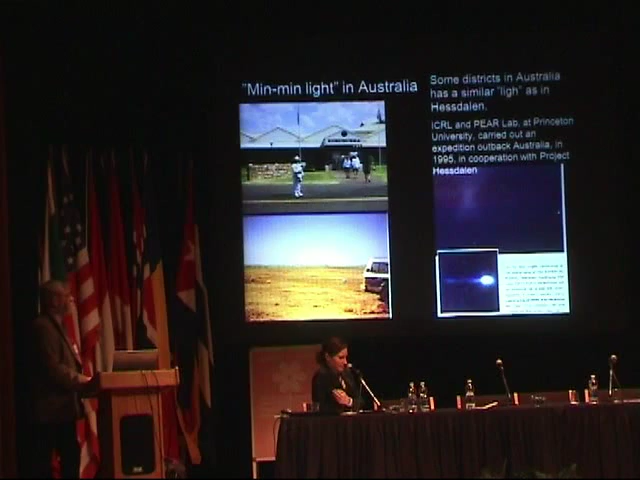 "Min-min light" in Australia
Some districts in Australia
has a similar "ligh" as in
Hessdalen.
ICRL and PEAR Lab, at Princeton
University, carried out an
expedition outback Australia, in
1995, in cooperation with Project
Hessdalen